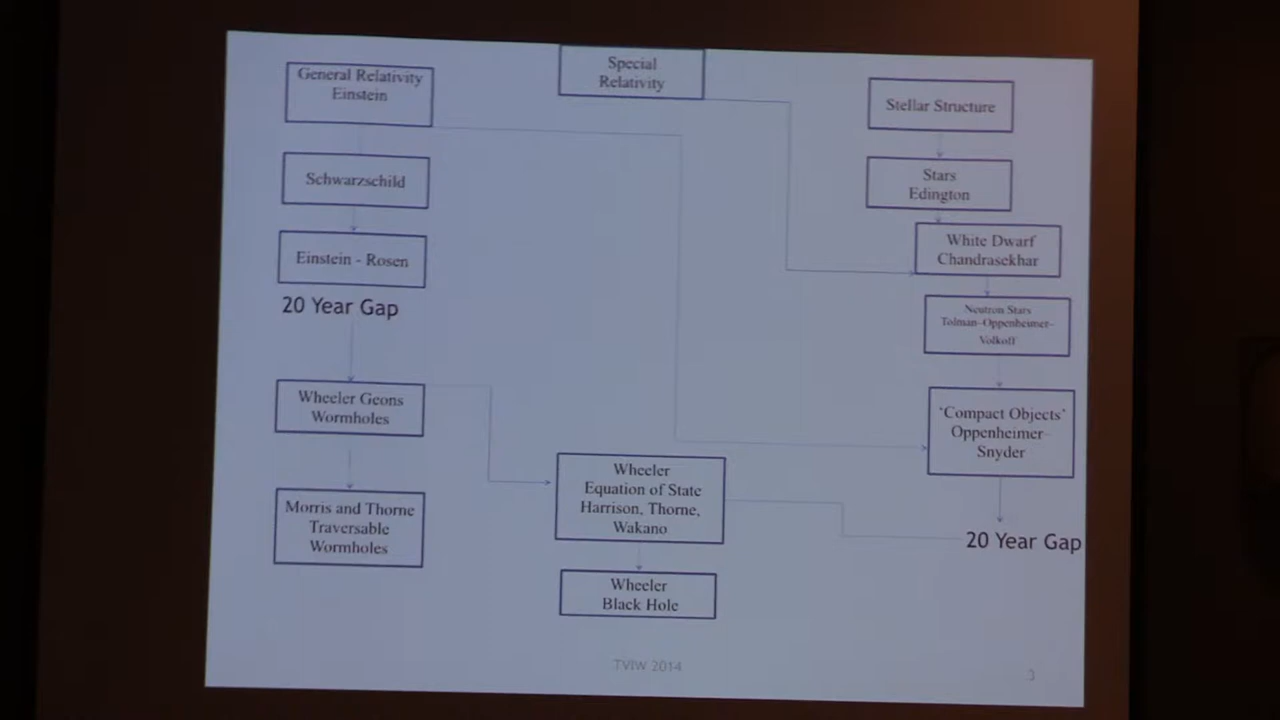 General Relativity
Einstein
Schwarzschild
Einstein - Rosen
20 Year Gap
Wheeler Geons
Wormholes
Morris and Thorne
Traversable
Wormholes
Special
Relativity
Wheeler
Equation of State
Harrison, Thorne,
Wakano
Wheeler
Black Hole
Stellar Structure
Stars
Edington
White Dwarf
Chandrasekhar
Neutron Stars
Tolman–Oppenheimer–
Volkoff
'Compact Objects'
Oppenheimer–
Snyder
20 Year Gap
TVIW 2014
3